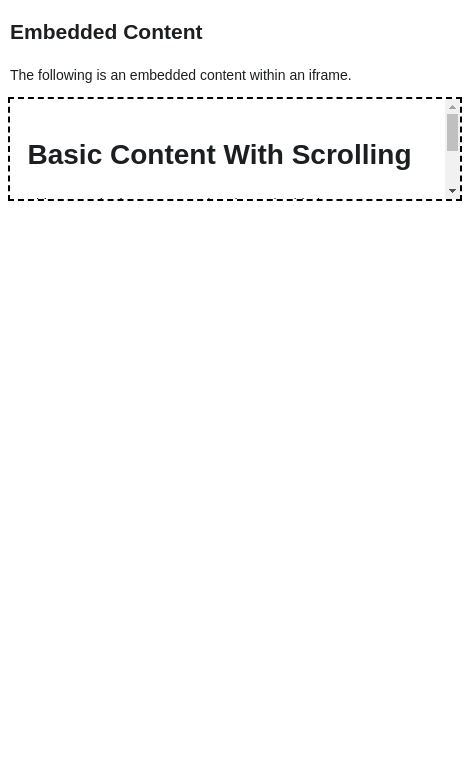 Embedded Content
The following is an embedded content within an iframe.
Basic Content With Scrolling